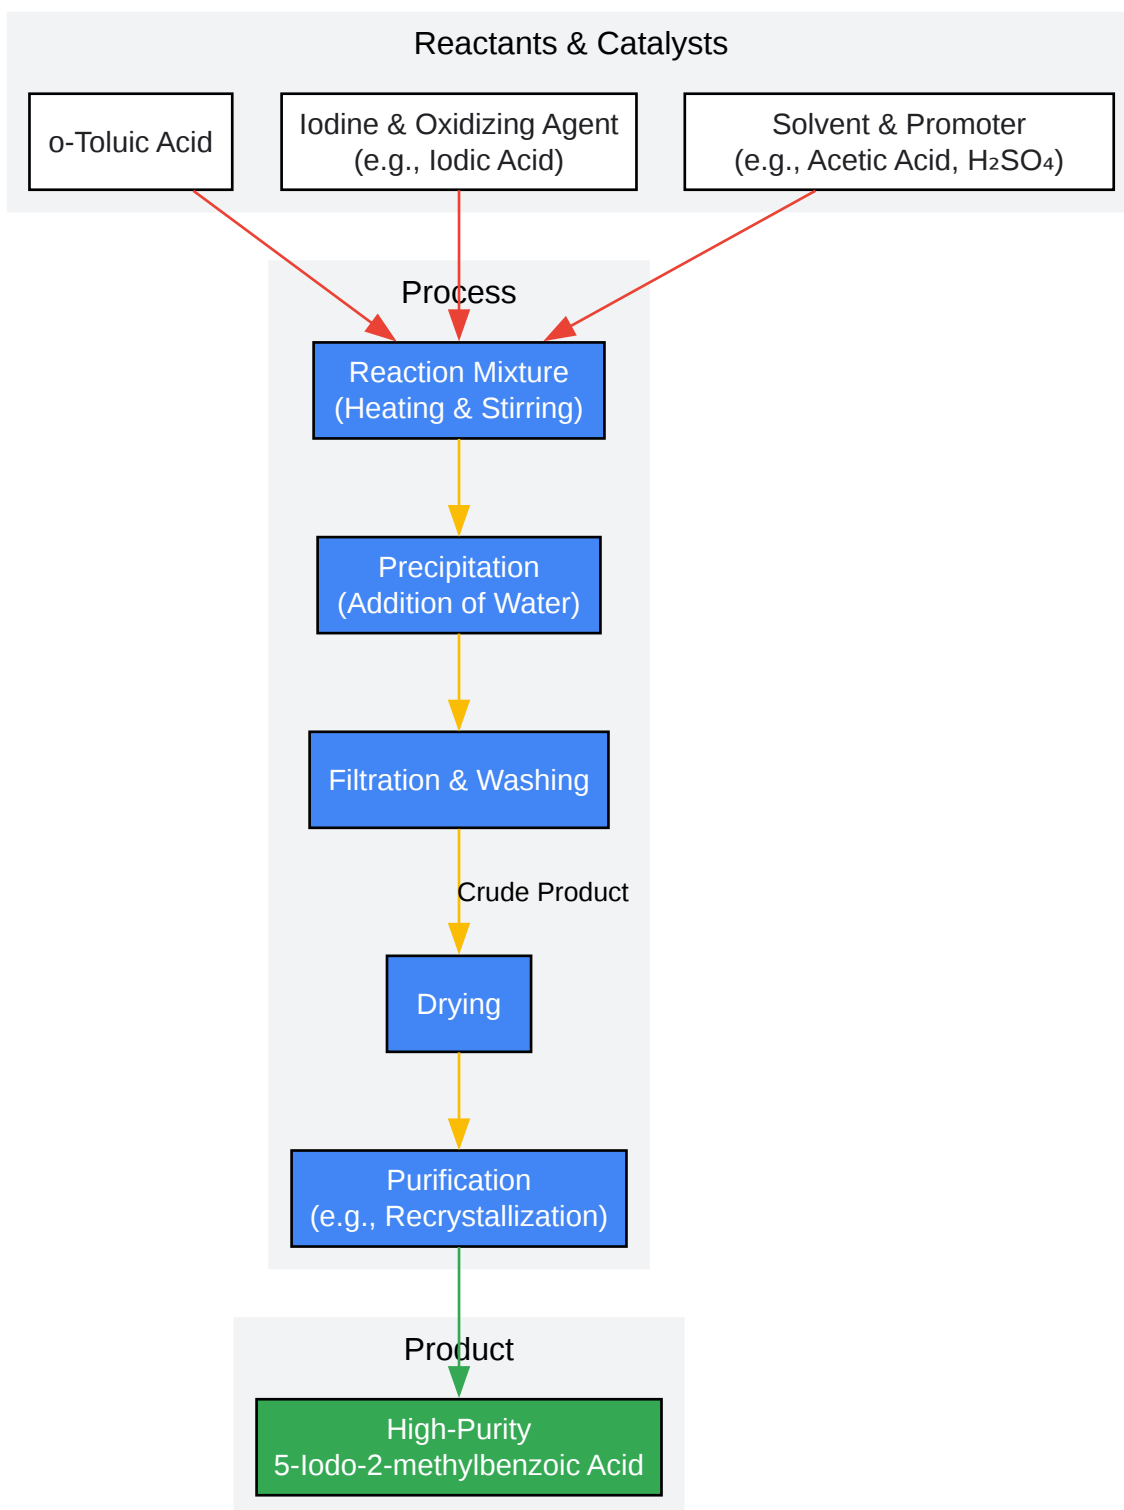 Reactants & Catalysts
o-Toluic Acid
Iodine & Oxidizing Agent
(e.g., Iodic Acid)
Solvent & Promoter
(e.g., Acetic Acid, H₂SO₄)
Process
Reaction Mixture
(Heating & Stirring)
Precipitation
(Addition of Water)
Filtration & Washing
Crude Product
Drying
Purification
(e.g., Recrystallization)
Product
High-Purity
5-Iodo-2-methylbenzoic Acid